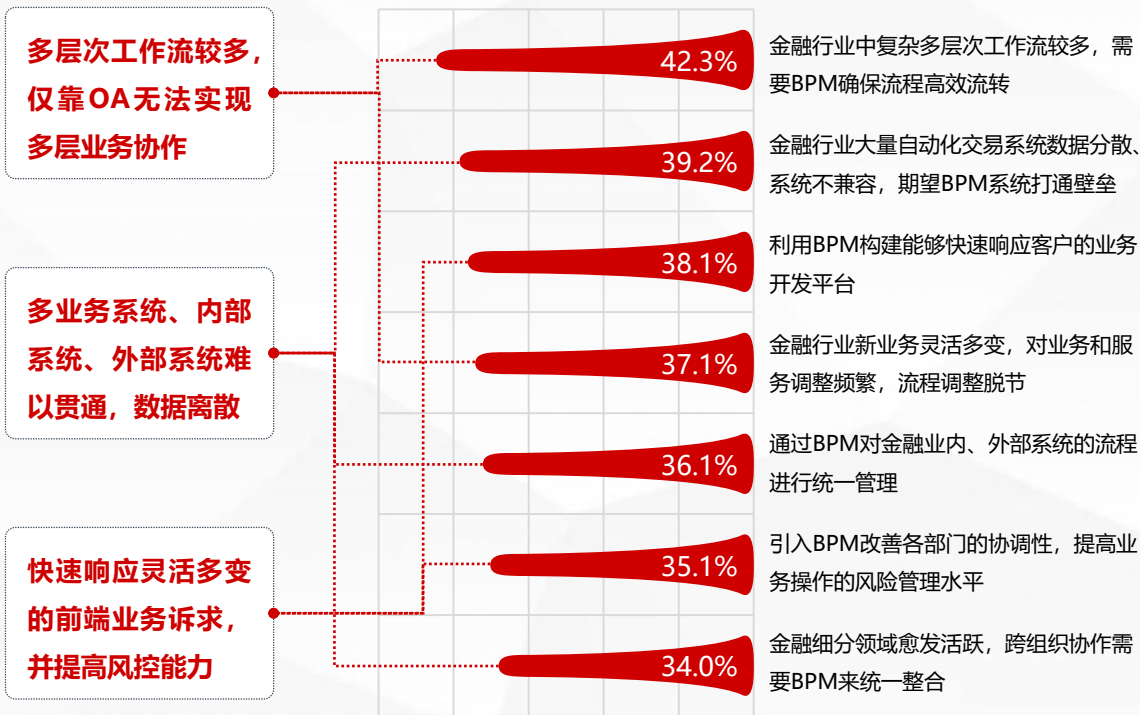 多层次工作流较多，
仅靠OA无法实现
多层业务协作
多业务系统、内部
系统、外部系统难
以贯通，数据离散
快速响应灵活多变
的前端业务诉求，
并提高风控能力
42.3%
金融行业中复杂多层次工作流较多，需
要BPM确保流程高效流转
39.2%
金融行业大量自动化交易系统数据分散、
系统不兼容，期望BPM系统打通壁垒
38.1%
利用BPM构建能够快速响应客户的业务
开发平台
37.1%
金融行业新业务灵活多变，对业务和服
务调整频繁，流程调整脱节
36.1%
通过BPM对金融业内、外部系统的流程
进行统一管理
35.1%
引入BPM改善各部门的协调性，提高业
务操作的风险管理水平
34.0%
金融细分领域愈发活跃，跨组织协作需
要BPM来统一整合